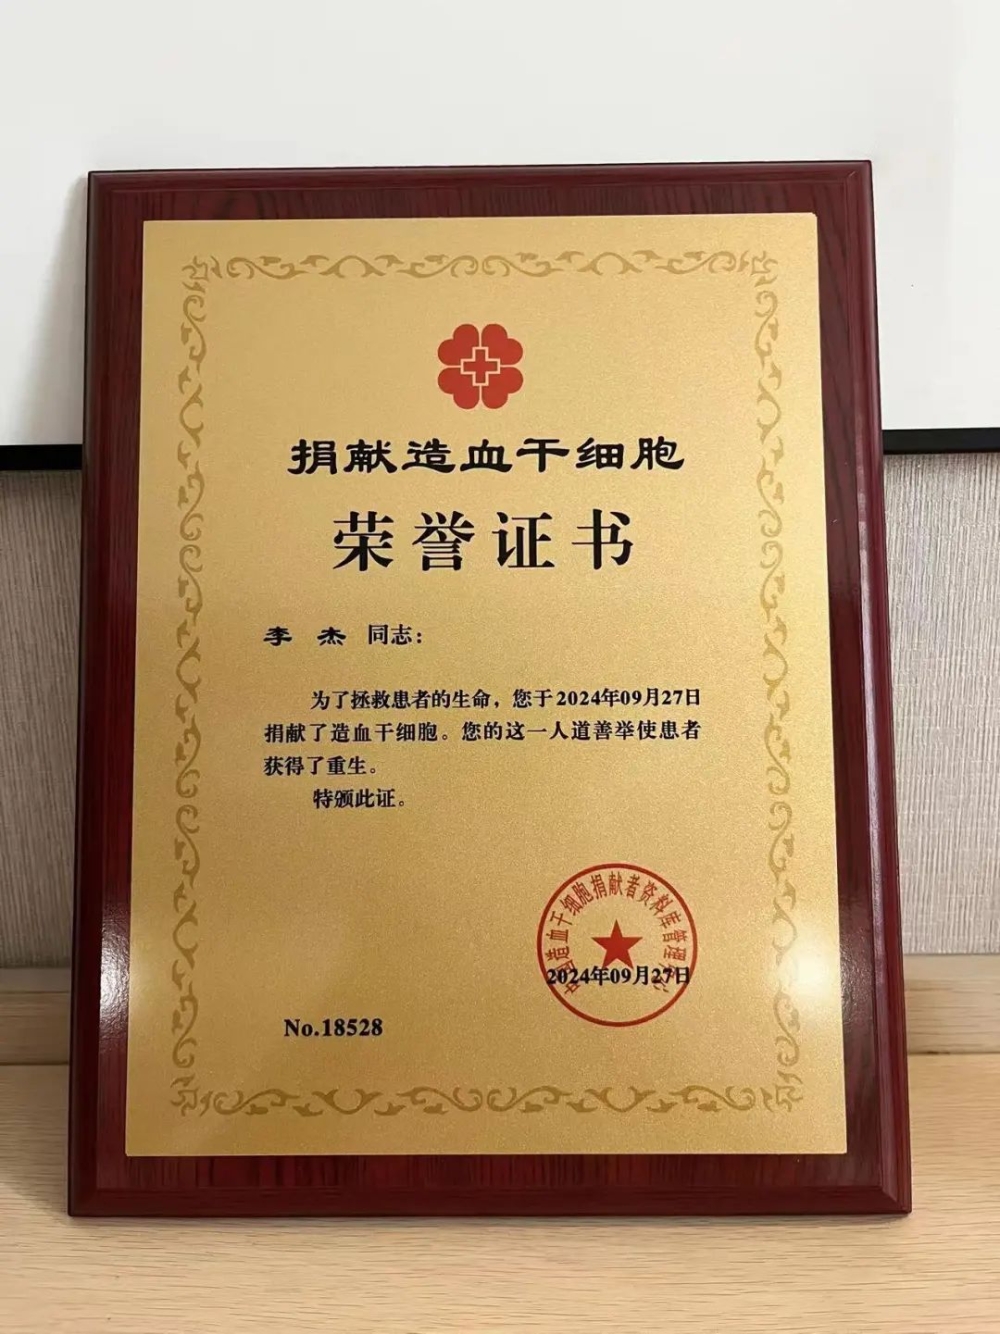 捐献造血干细胞
荣誉证书
李 杰 同志：
为了拯救患者的生命，您于2024年09月27日
捐献了造血干细胞。您的这一人道善举使患者
获得了重生。
特颁此证。
造血干细胞捐献者资料库管理
2024年09月27日
No.18528